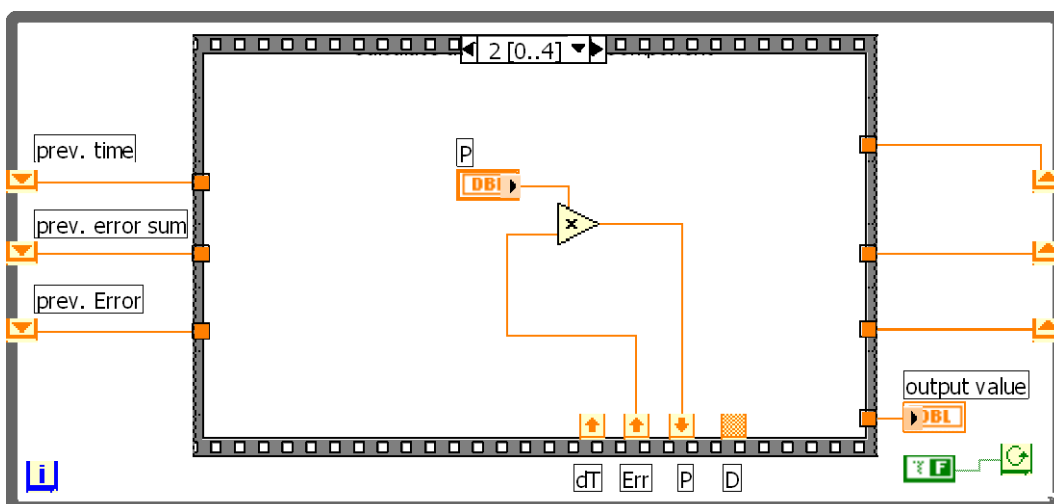 2 [0..4]
prev. time
P
DBL
x
prev. error sum
prev. Error
output value
DBL
i
dT Err P D
F